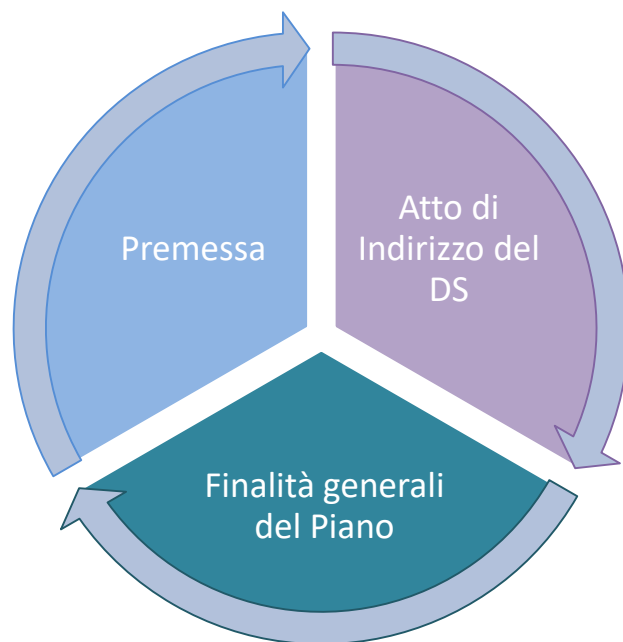 Premessa
Atto di
Indirizzo del
DS
Finalità generali
del Piano